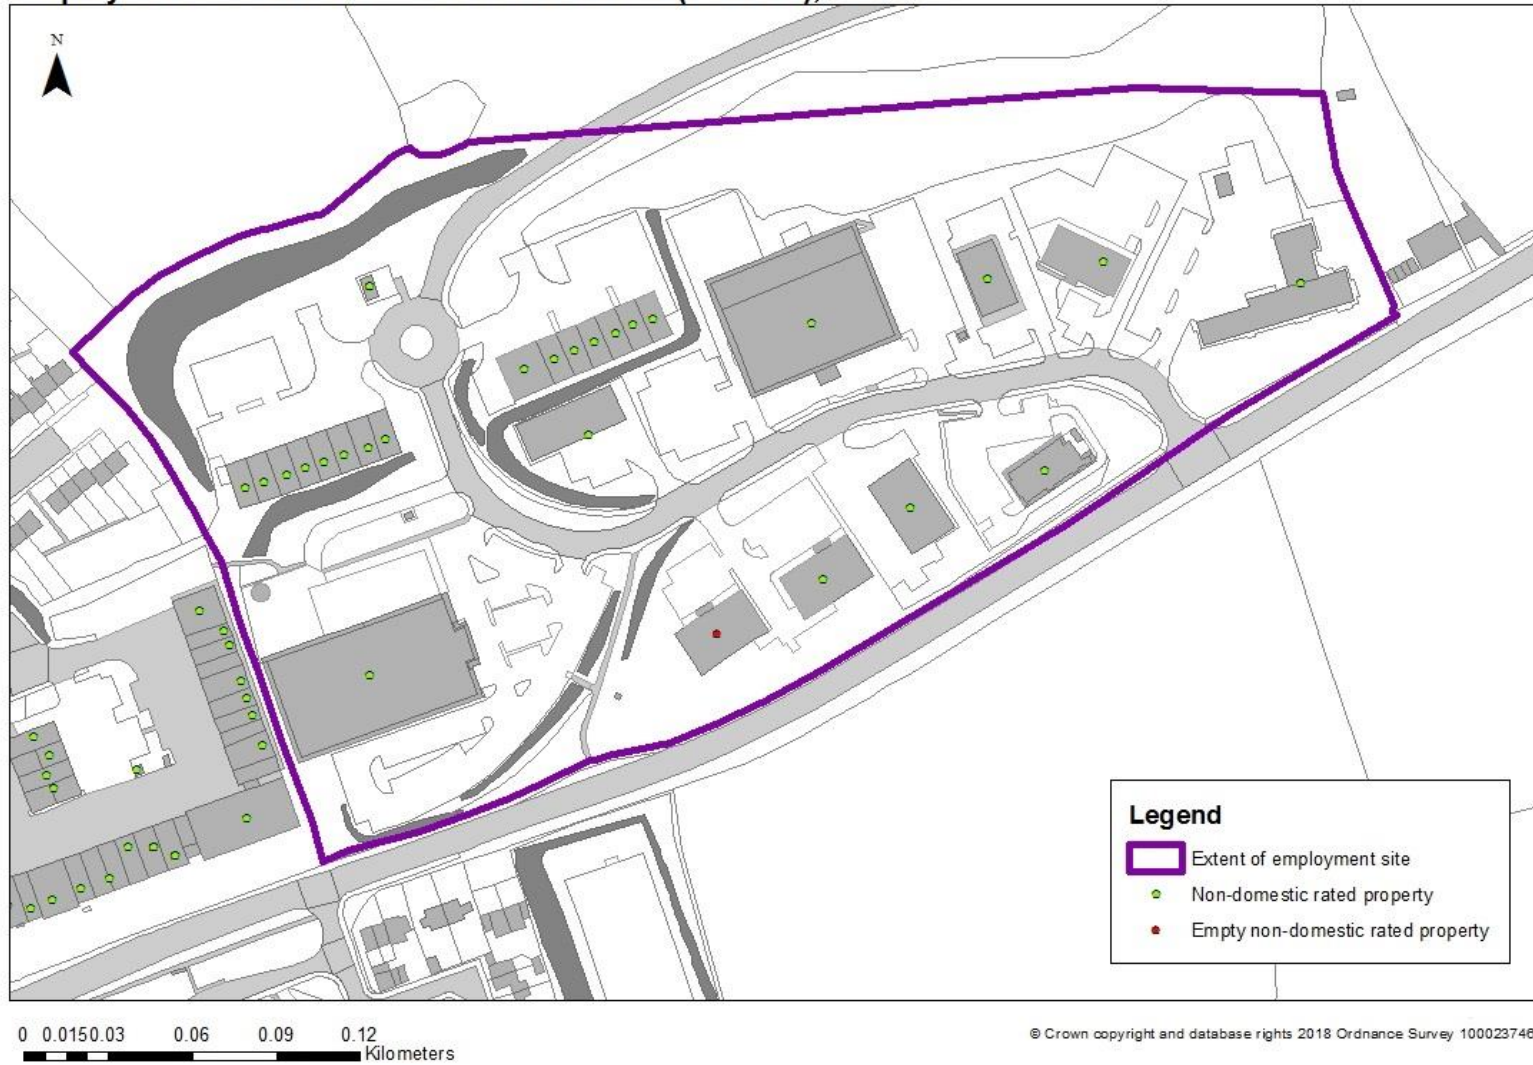 N
Legend
Extent of employment site
Non-domestic rated property
Empty non-domestic rated property
0 0.0150.03 0.06 0.09 0.12
Kilometers
© Crown copyright and database rights 2018 Ordnance Survey 100023746